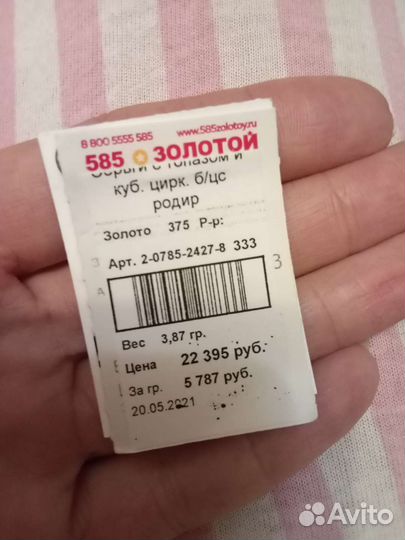 8 800 5555 585 www.585zolotoy.ru
585 ЗОЛОТОЙ
Серьги с топазом и
куб. цирк. б/цс
родир
Золото 375 Р-р:
Арт. 2-0785-2427-8 333
3
Вес 3,87 гр.
Цена 22 395 руб.
За гр. 5 787 руб.
20.05.2021
Avito